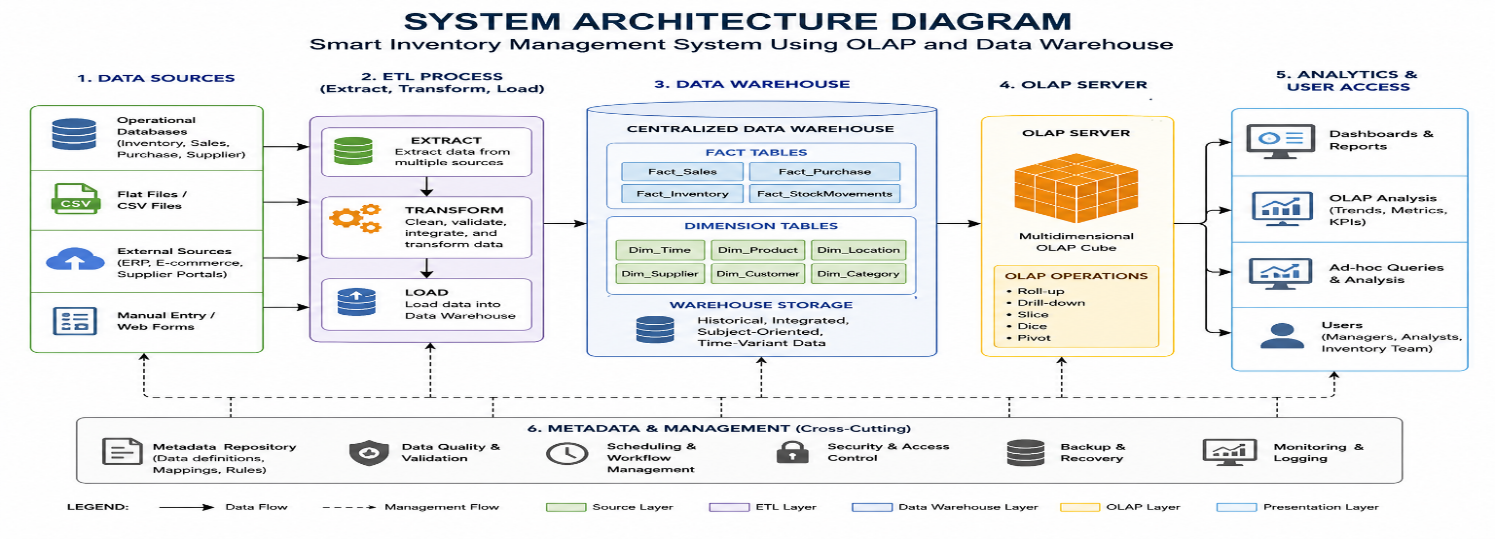 SYSTEM ARCHITECTURE DIAGRAM
Smart Inventory Management System Using OLAP and Data Warehouse
1. DATA SOURCES
Operational
Databases
(Inventory, Sales,
Purchase, Supplier)
CSV
Flat Files /
CSV Files
External Sources
(ERP, E-commerce,
Supplier Portals)
Manual Entry /
Web Forms
2. ETL PROCESS
(Extract, Transform, Load)
EXTRACT
Extract data from
multiple sources
TRANSFORM
Clean, validate,
integrate, and
transform data
LOAD
Load data into
Data Warehouse
3. DATA WAREHOUSE
CENTRALIZED DATA WAREHOUSE
FACT TABLES
Fact_Sales
Fact_Purchase
Fact_Inventory
Fact_StockMovements
DIMENSION TABLES
Dim_Time
Dim_Product
Dim_Location
Dim_Supplier
Dim_Customer
Dim_Category
WAREHOUSE STORAGE
Historical, Integrated,
Subject-Oriented,
Time-Variant Data
4. OLAP SERVER
OLAP SERVER
Multidimensional
OLAP Cube
OLAP OPERATIONS
• Roll-up
• Drill-down
• Slice
• Dice
• Pivot
5. ANALYTICS &
USER ACCESS
Dashboards &
Reports
OLAP Analysis
(Trends, Metrics,
KPIs)
Ad-hoc Queries
& Analysis
Users
(Managers, Analysts,
Inventory Team)
6. METADATA & MANAGEMENT (Cross-Cutting)
Metadata Repository
(Data definitions,
Mappings, Rules)
Data Quality &
Validation
Scheduling &
Workflow
Management
Security & Access
Control
Backup &
Recovery
Monitoring &
Logging
LEGEND:
Data Flow
Management Flow
Source Layer
ETL Layer
Data Warehouse Layer
OLAP Layer
Presentation Layer